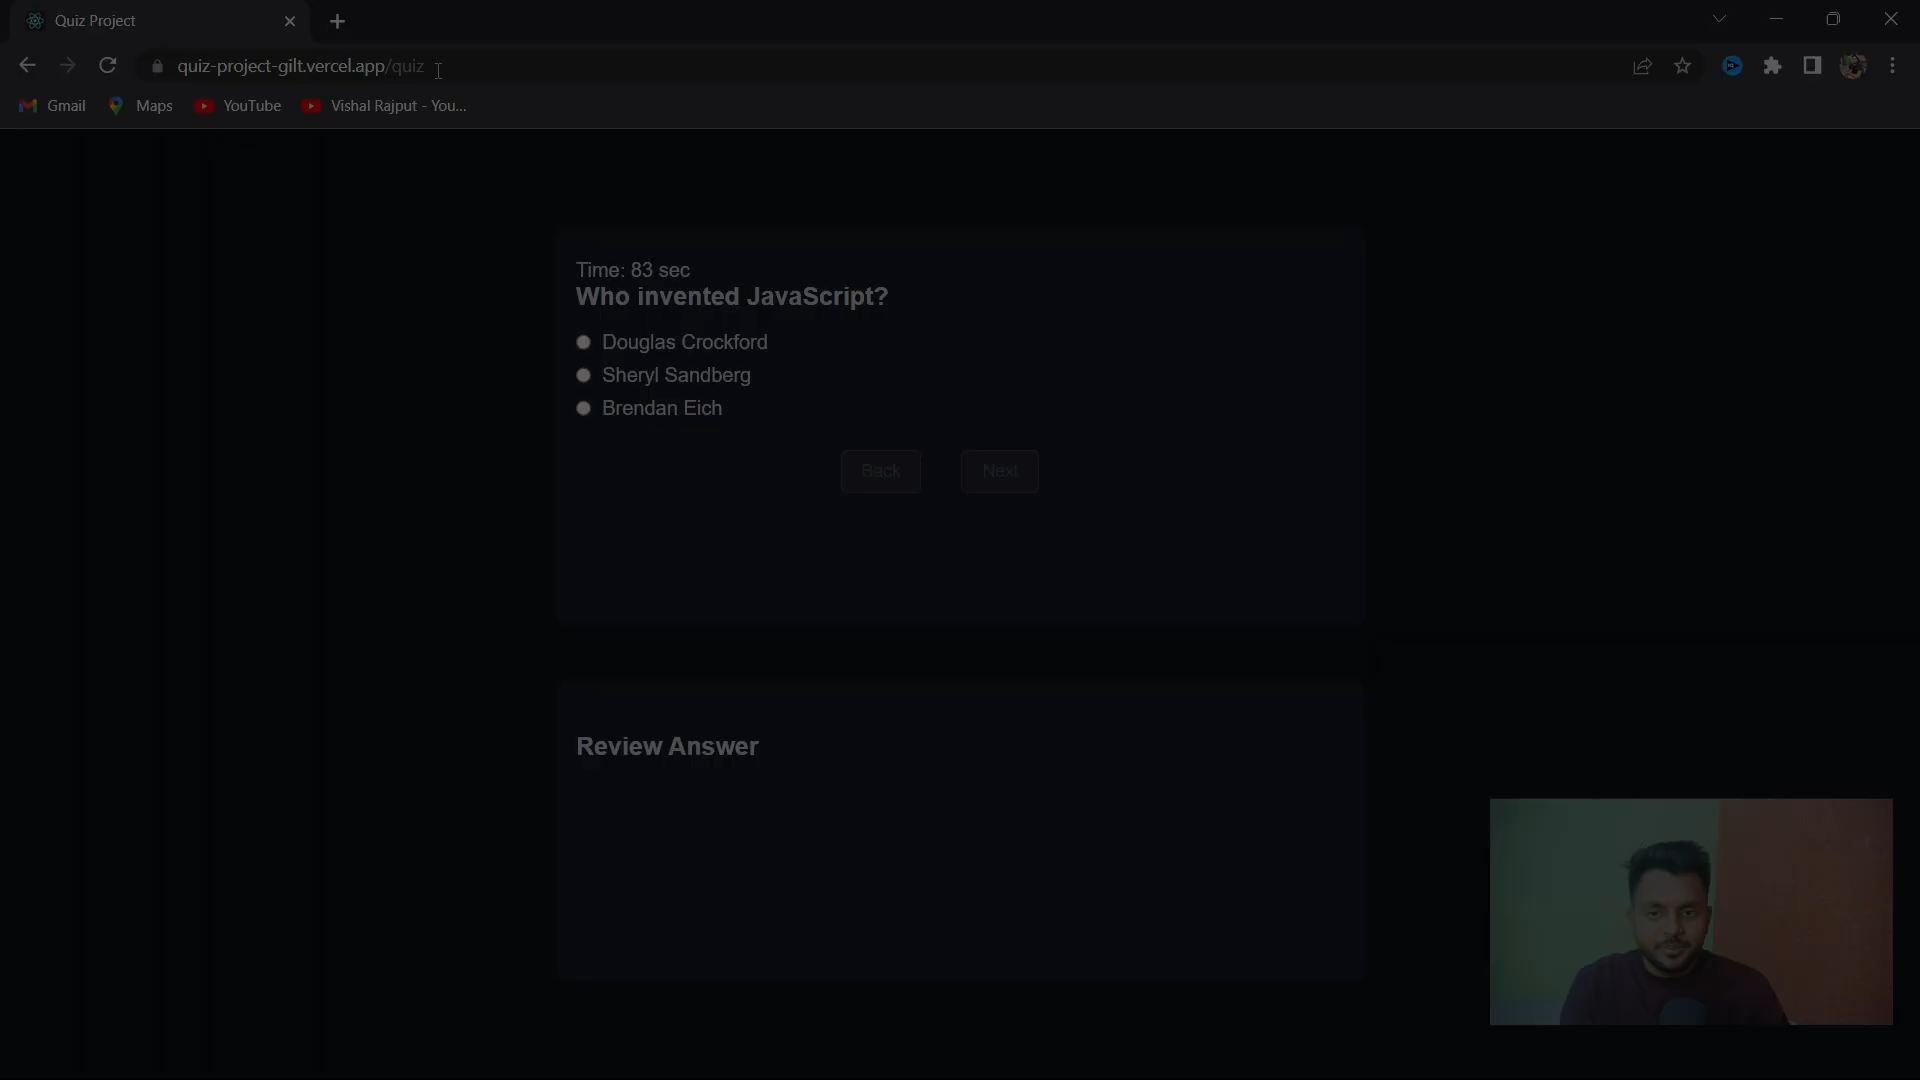 Quiz Project
quiz-project-gilt.vercel.app/quiz
Gmail Maps YouTube Vishal Rajput - You...
Time: 83 sec
Who invented JavaScript?
Douglas Crockford
Sheryl Sandberg
Brendan Eich
Back Next
Review Answer